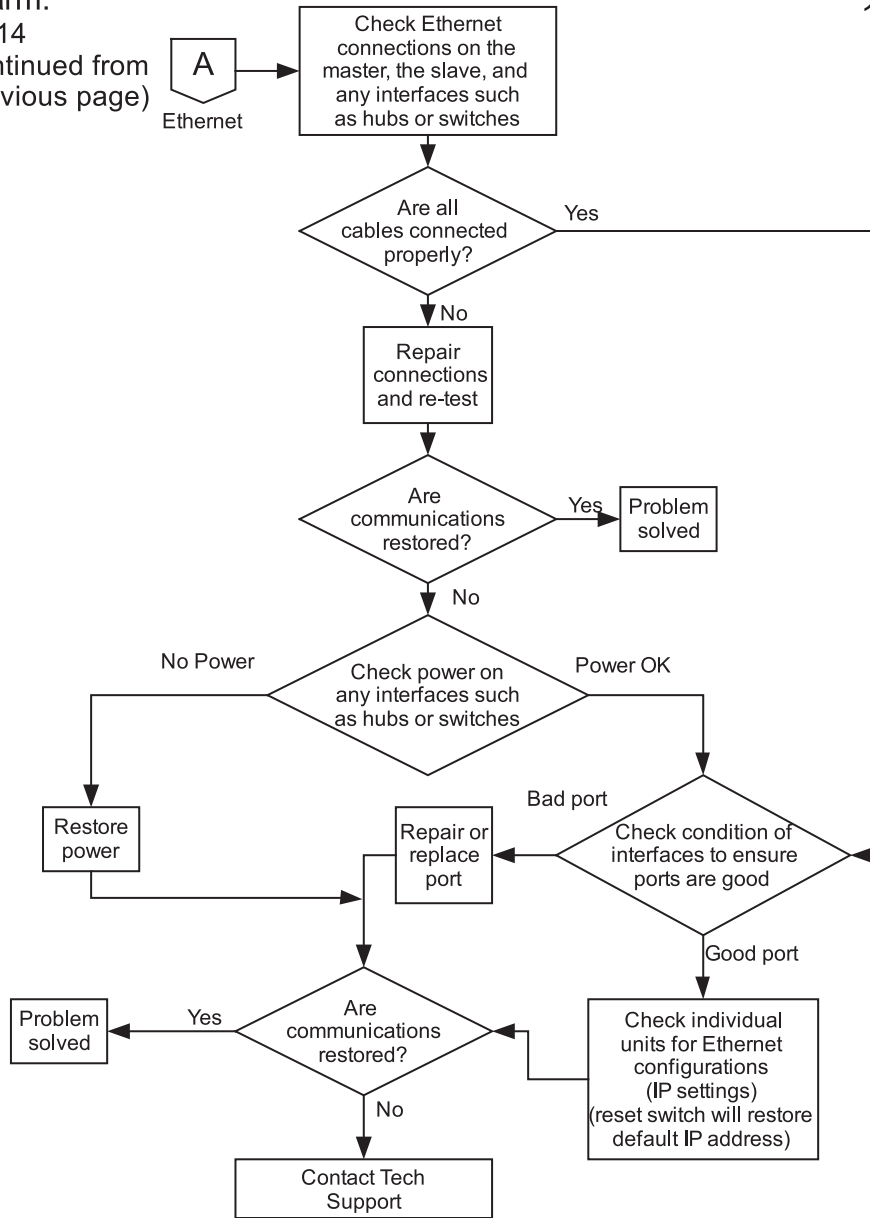 14
A
Ethernet
Check Ethernet
connections on the
master, the slave, and
any interfaces such
as hubs or switches
Are all
cables connected
properly?
Yes
No
Repair
connections
and re-test
Are
communications
restored?
Yes
Problem
solved
No
Check power on
any interfaces such
as hubs or switches
No Power
Power OK
Restore
power
Bad port
Repair or
replace
port
Check condition of
interfaces to ensure
ports are good
Good port
Check individual
units for Ethernet
configurations
(IP settings)
(reset switch will restore
default IP address)
Are
communications
restored?
Yes
Problem
solved
No
Contact Tech
Support
from
page)